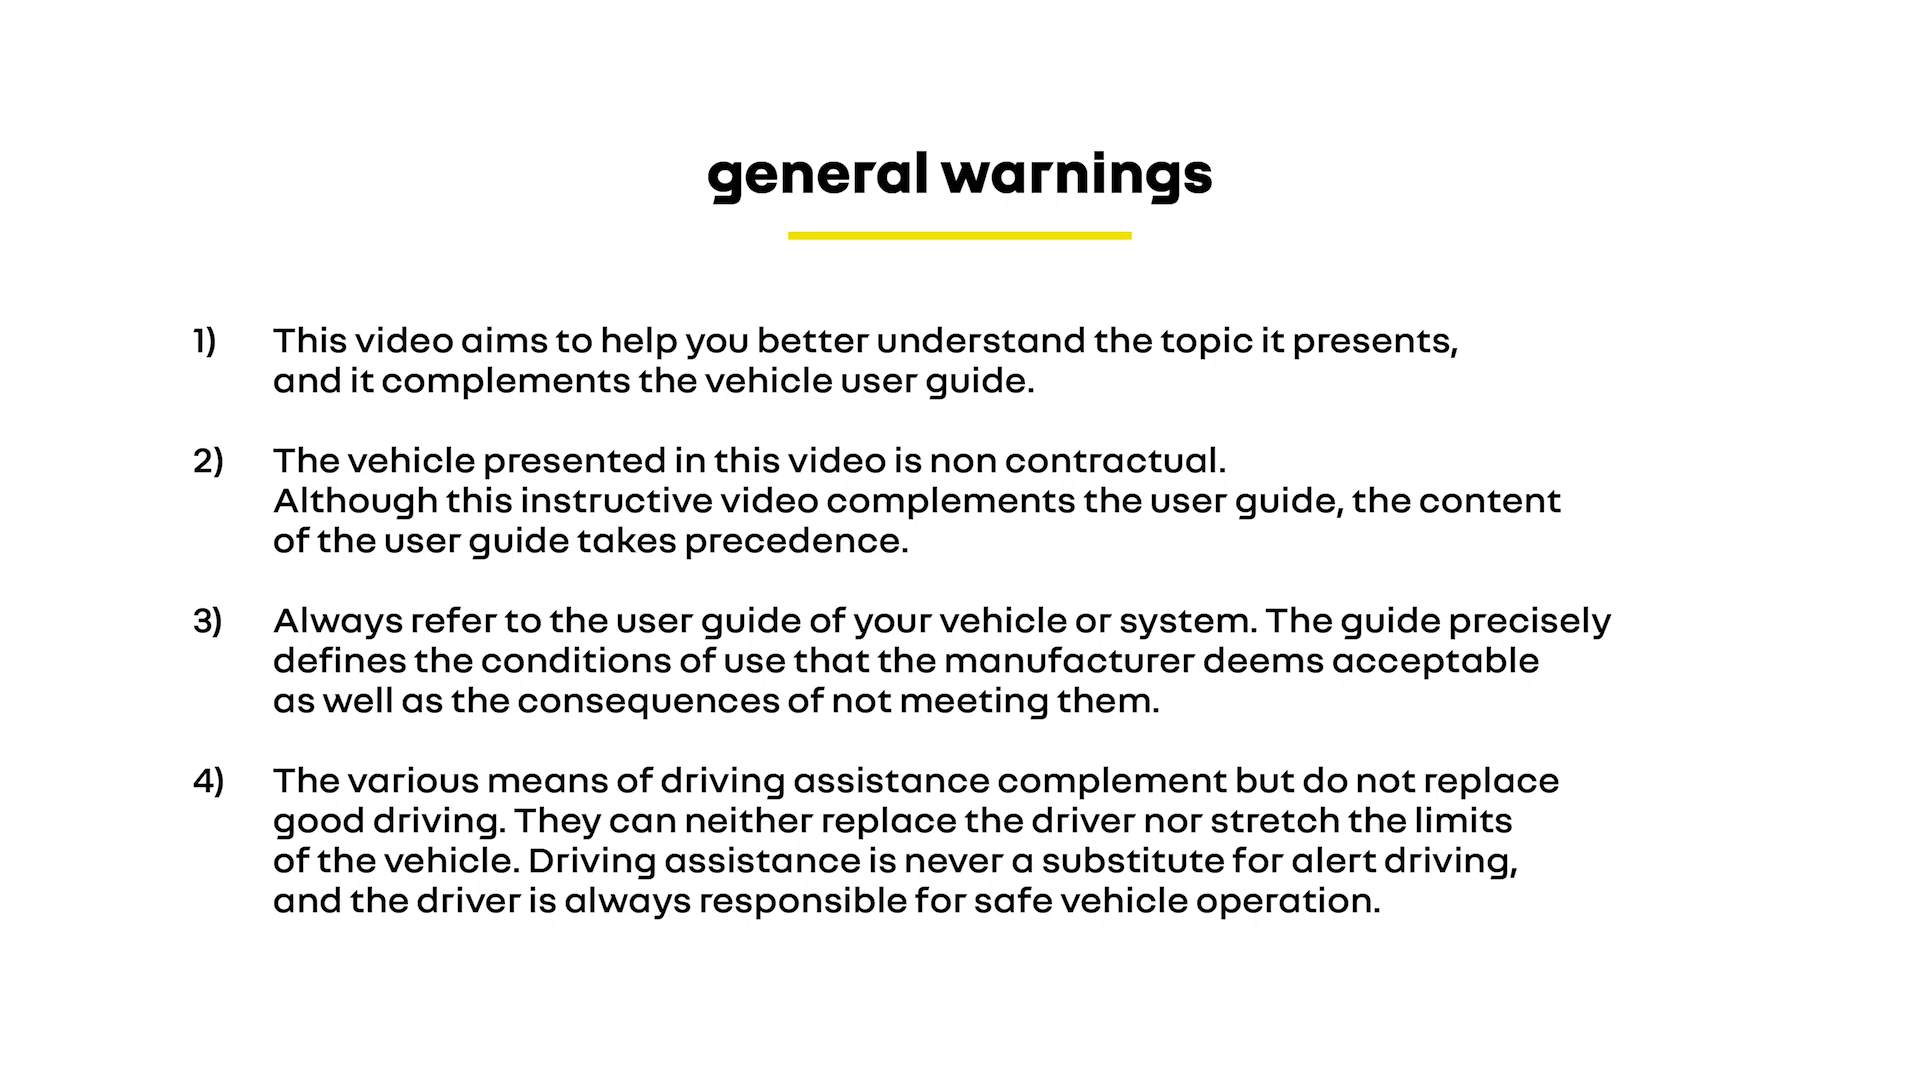 general warnings
1) This video aims to help you better understand the topic it presents,
and it complements the vehicle user guide.
2) The vehicle presented in this video is non contractual.
Although this instructive video complements the user guide, the content
of the user guide takes precedence.
3) Always refer to the user guide of your vehicle or system. The guide precisely
defines the conditions of use that the manufacturer deems acceptable
as well as the consequences of not meeting them.
4) The various means of driving assistance complement but do not replace
good driving. They can neither replace the driver nor stretch the limits
of the vehicle. Driving assistance is never a substitute for alert driving,
and the driver is always responsible for safe vehicle operation.